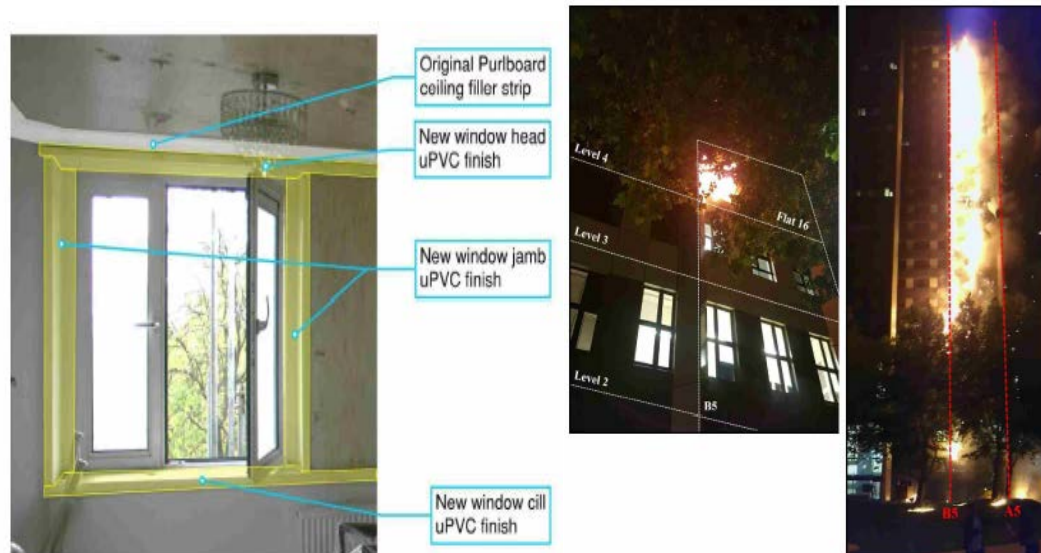 Original Purlboard
ceiling filler strip
New window head
uPVC finish
New window jamb
uPVC finish
New window cill
uPVC finish
Level 4
Flat 16
Level 3
Level 2
B5
B5
A5